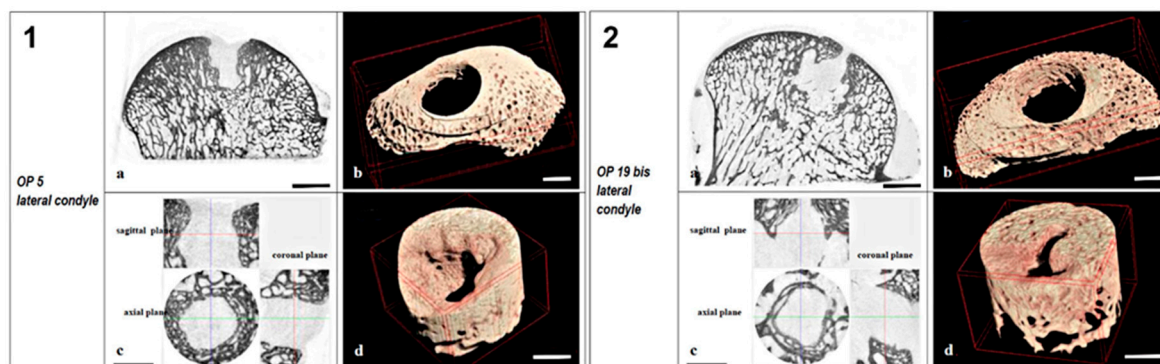 1
OP 5
lateral condyle
a
b
sagittal plane
coronal plane
axial plane
c
d
2
OP 19 bis
lateral
condyle
a
b
sagittal plane
coronal plane
axial plane
c
d